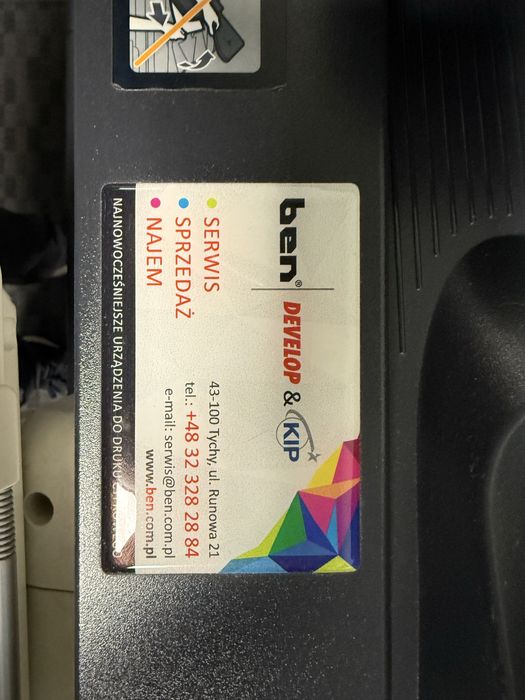 ben® DEVELOP & KIP
SERWIS
SPRZEDAŻ
NAJEM
43-100 Tychy, ul. Runowa 21
tel.: +48 32 328 28 84
e-mail: serwis@ben.com.pl
www.ben.com.pl
NAJNOWOCZEŚNIEJSZE URZĄDZENIA DO DRUKU